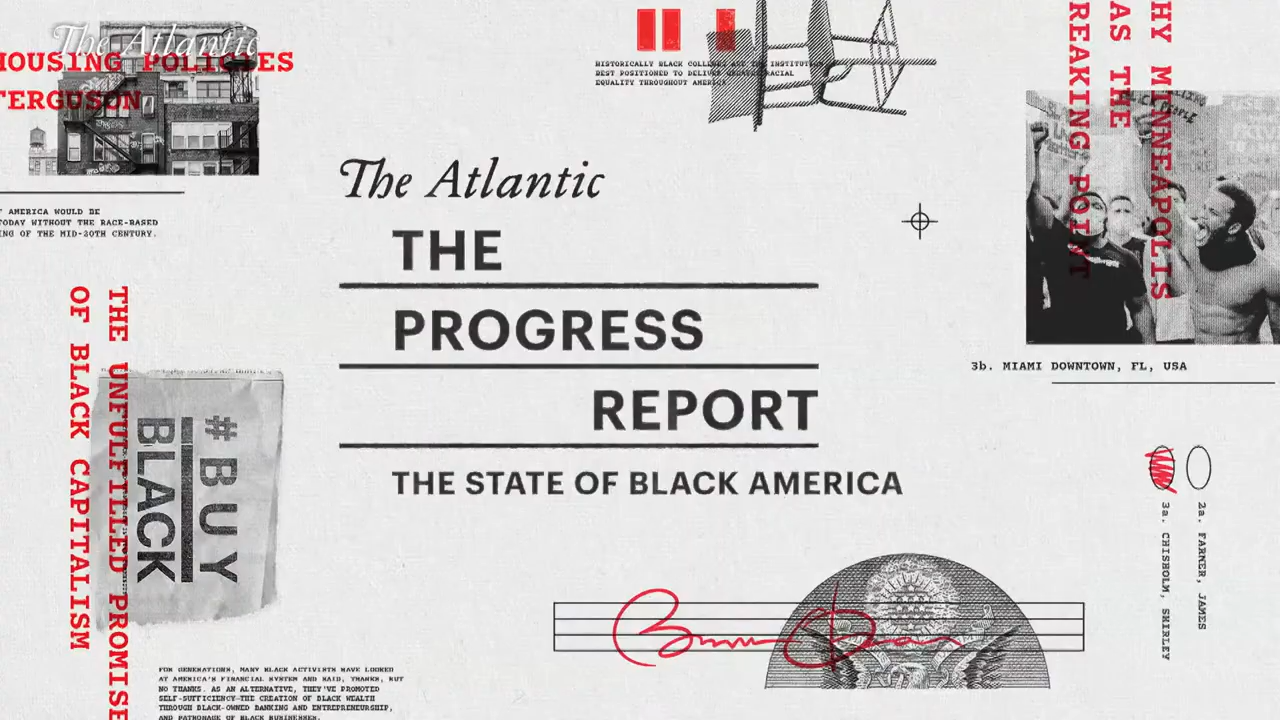 The Atlantic
HOUSING POLICIES
FERGUSON
AMERICA WOULD BE
TODAY WITHOUT THE RACE-BASED
OF THE MID-20TH CENTURY.
HISTORICALLY BLACK COLLEGES AND
BEST POSITIONED TO DELIVER GREATER RACIAL
EQUALITY THROUGHOUT AMERICA
The Atlantic
THE
PROGRESS
REPORT
THE STATE OF BLACK AMERICA
MINNEAPOLIS
AS THE
POINT
3b. MIAMI DOWNTOWN, FL, USA
THE UNFULFILLED PROMISE
OF BLACK CAPITALISM
#BUY
BLACK
2a. FARNER, JAMES
3a. CHISHOLM, SHIRLEY
FOR GENERATIONS, MANY BLACK ACTIVISTS HAVE LOOKED
AT AMERICA'S FINANCIAL SYSTEM AND SAID, THANKS, BUT
NO THANKS. AS AN ALTERNATIVE, THEY'VE PROMOTED
SELF-SUFFICIENCY—THE CREATION OF BLACK WEALTH
THROUGH BLACK-OWNED BANKING AND ENTREPRENEURSHIP,
AND PATRONAGE OF BLACK BUSINESSES.